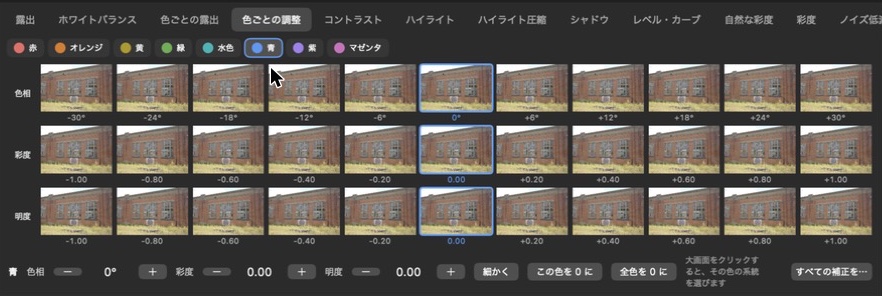 露出 ホワイトバランス 色ごとの露出 色ごとの調整 コントラスト ハイライト ハイライト圧縮 シャドウ レベル・カーブ 自然な彩度 彩度 ノイズ低
赤 オレンジ 黄 緑 水色 青 紫 マゼンタ
色相
-30° -24° -18° -12° -6° 0° +6° +12° +18° +24° +30°
彩度
-1.00 -0.80 -0.60 -0.40 -0.20 0.00 +0.20 +0.40 +0.60 +0.80 +1.00
明度
-1.00 -0.80 -0.60 -0.40 -0.20 0.00 +0.20 +0.40 +0.60 +0.80 +1.00
青 色相 — 0° + 彩度 — 0.00 + 明度 — 0.00 + 細かく この色を 0 に 全色を 0 に
大画面をクリックす
ると、その色の系統
を選びます
すべての補正を…